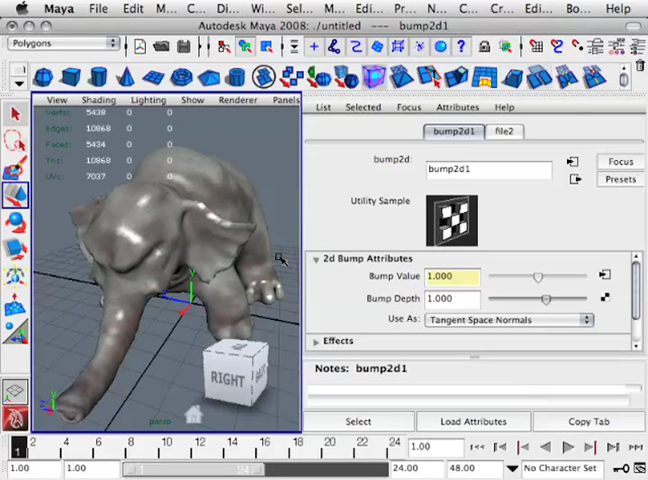 Maya File Edit M
Autodesk Maya 2008: ./untitled --- bump2d1
Polygons
View Shading Lighting Show Renderer Panels
Verts: 5438 0 0
Edges: 10868 0 0
Faces: 5434 0 0
Tris: 10868 0 0
UVs: 7037 0 0
RIGHT
persp
List Selected Focus Attributes Help
bump2d1 file2
bump2d: bump2d1
Focus
Presets
Utility Sample
2d Bump Attributes
Bump Value 1.000
Bump Depth 1.000
Use As: Tangent Space Normals
Effects
Notes: bump2d1
Select Load Attributes Copy Tab
1 2 4 6 8 10 12 14 16 18 20 22 24 1.00
1.00 1.00 1 24 24.00 48.00 No Character Set